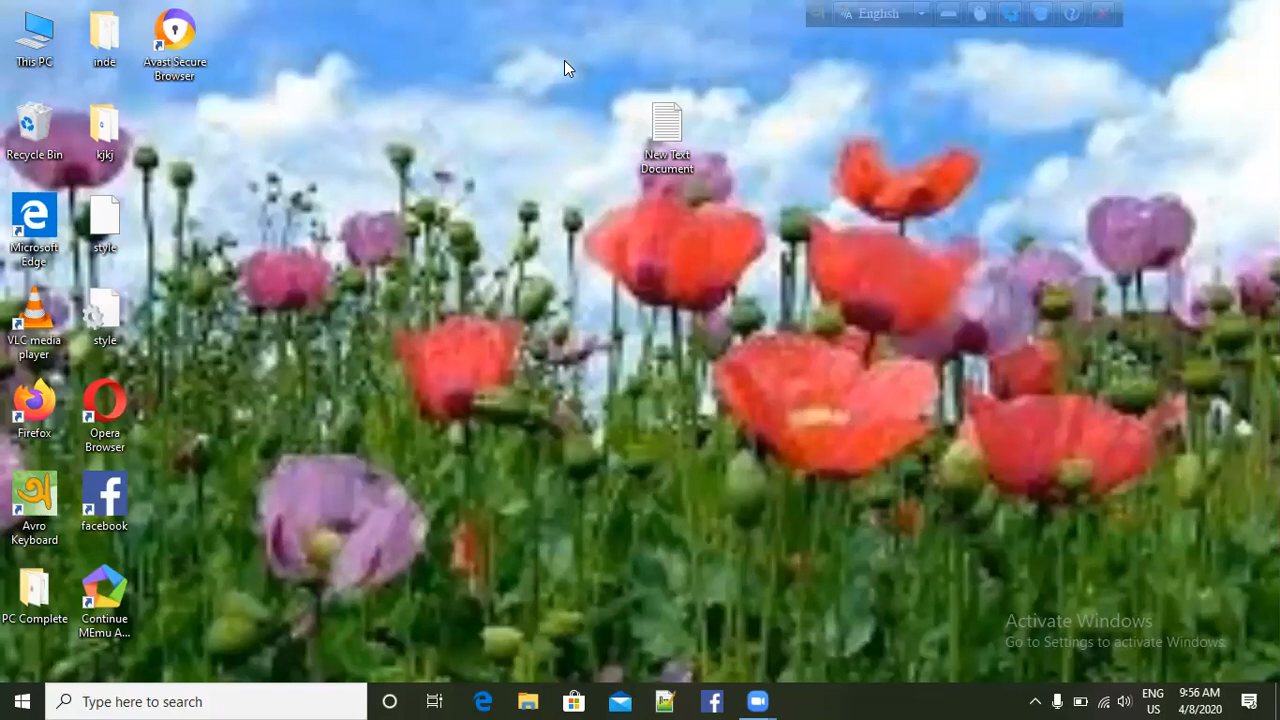 English
This PC
inde
Avast Secure
Browser
New Text
Document
Recycle Bin
kjkj
Microsoft
Edge
style
VLC media
player
style
Firefox
Opera
Browser
অ
Avro
Keyboard
facebook
PC Complete
Continue
MEmu A...
Activate Windows
Go to Settings to activate Windows.
Type here to search
ENG
US
9:56 AM
4/8/2020